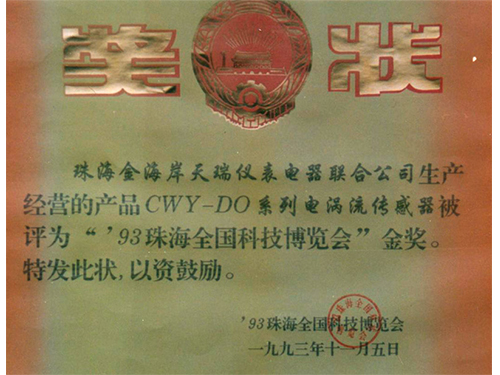 奖状
珠海金海岸天瑞仪表电器联合公司生产
经营的产品CWY-DO系列电涡流传感器被
评为“'93珠海全国科技博览会”金奖。
特发此状,以资鼓励。
'93珠海全国科技博览会
一九九三年十一月五日